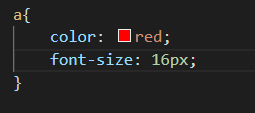 a{
color: red;
font-size: 16px;
}